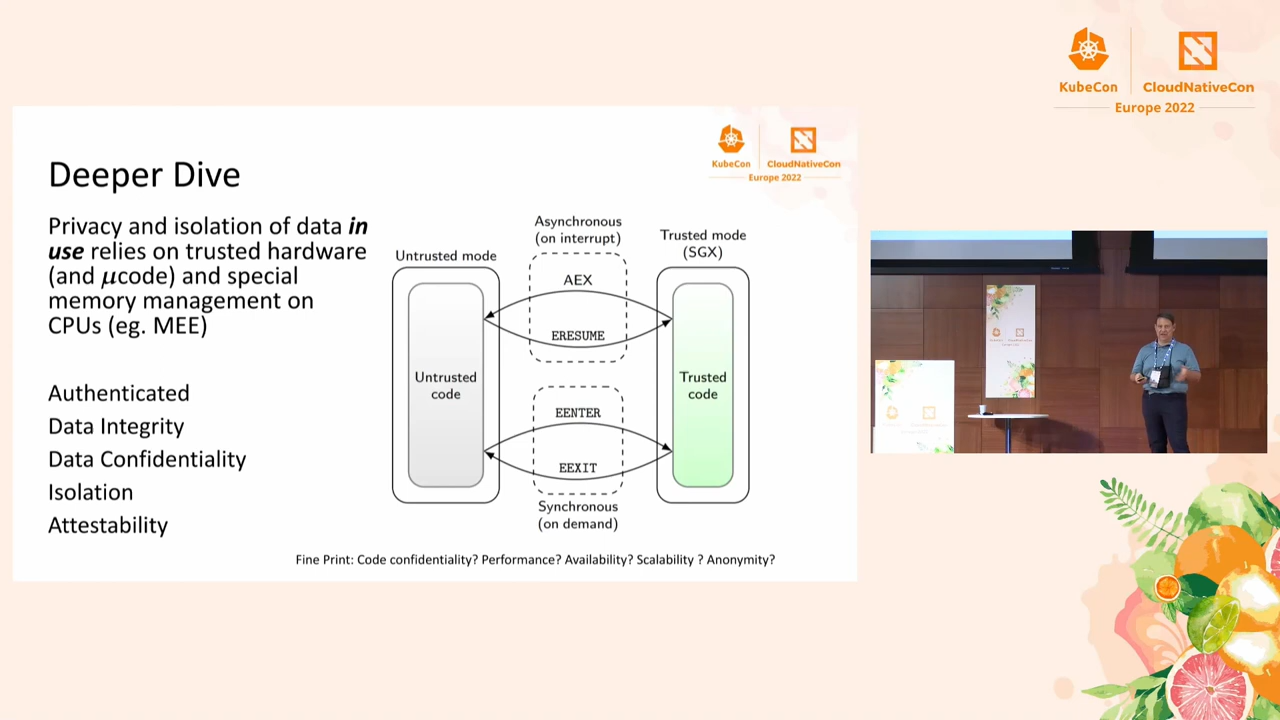 KubeCon
CloudNativeCon
Europe 2022
KubeCon
CloudNativeCon
Europe 2022
Deeper Dive
Privacy and isolation of data in
use relies on trusted hardware
(and μcode) and special
memory management on
CPUs (eg. MEE)
Authenticated
Data Integrity
Data Confidentiality
Isolation
Attestability
Untrusted mode
Asynchronous
(on interrupt)
Trusted mode
(SGX)
AEX
ERESUME
Untrusted
code
Trusted
code
EENTER
EEXIT
Synchronous
(on demand)
Fine Print: Code confidentiality? Performance? Availability? Scalability ? Anonymity?